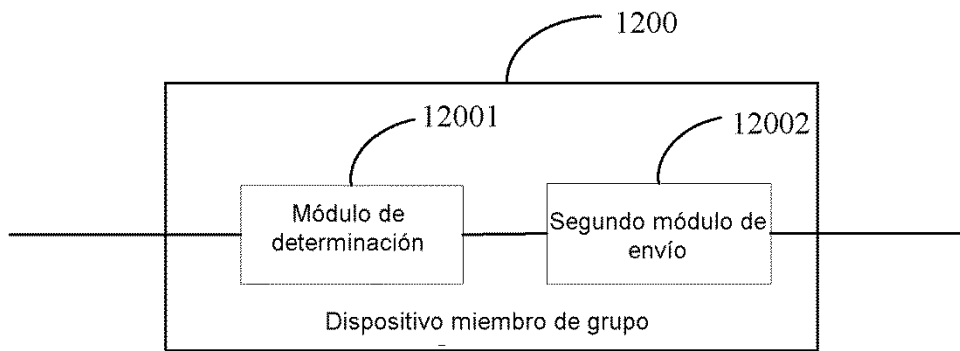 1200
12001
12002
Módulo de
determinación
Segundo módulo de
envío
Dispositivo miembro de grupo